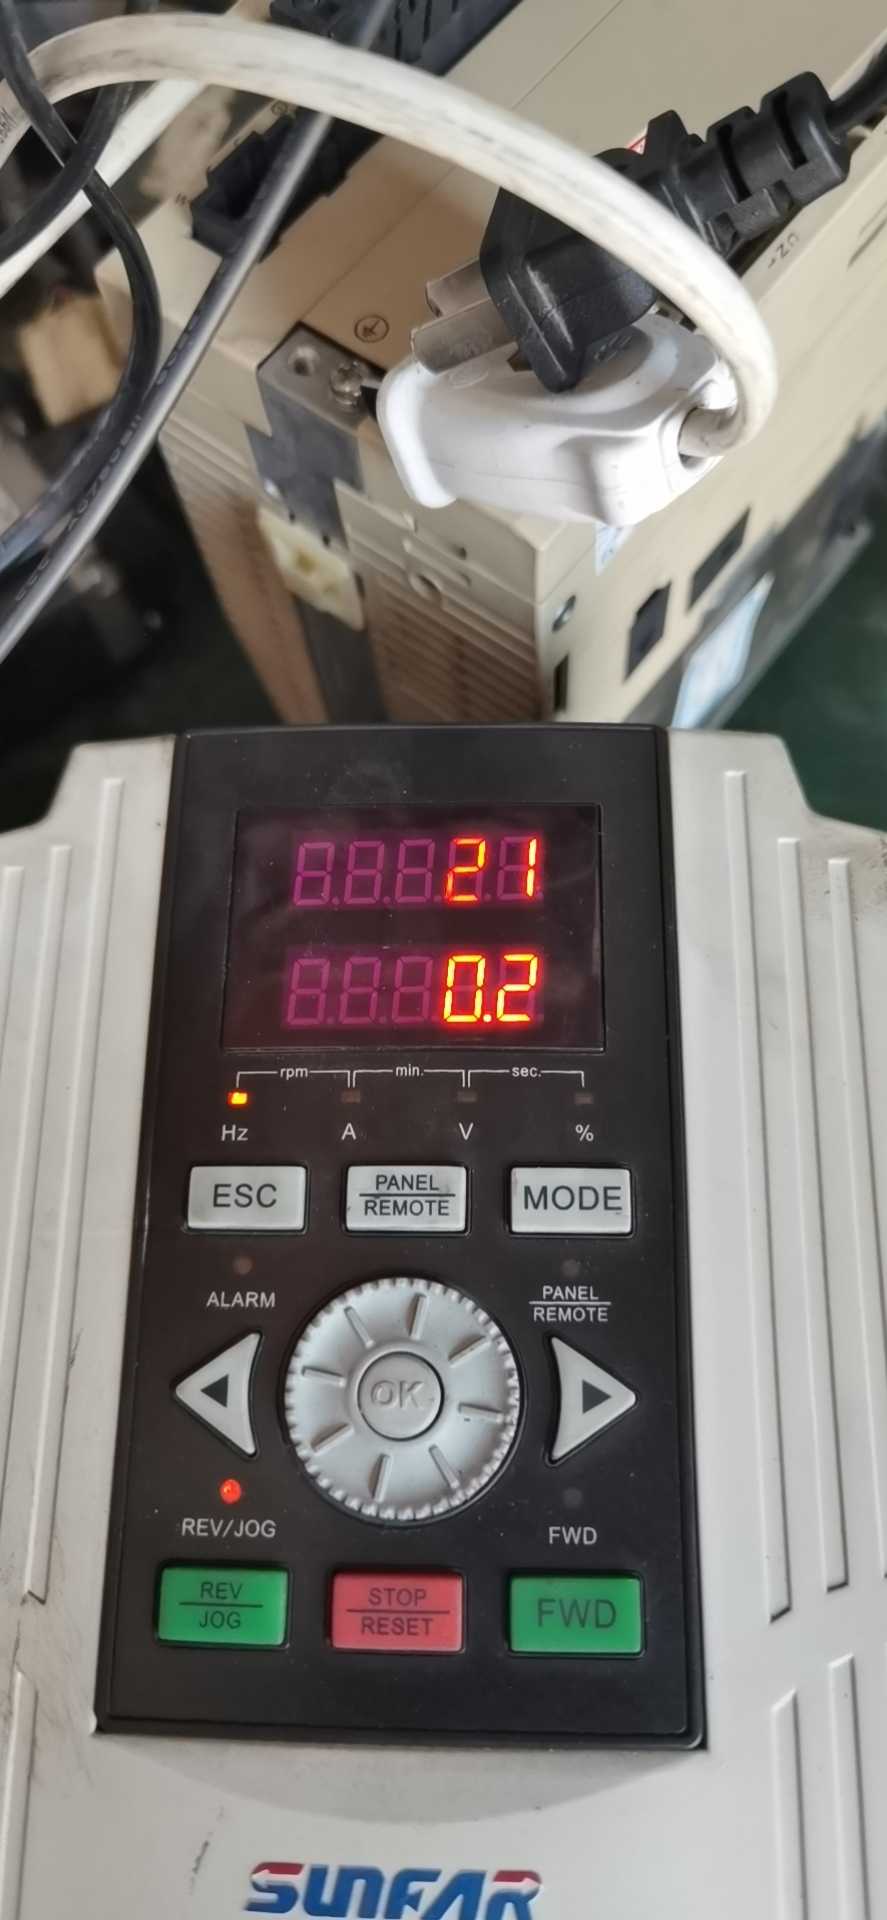 21
0.2
rpm min. sec.
Hz A V %
ESC PANEL/REMOTE MODE
ALARM PANEL/REMOTE
OK
REV/JOG FWD
REV/JOG STOP/RESET FWD
SUNFAR